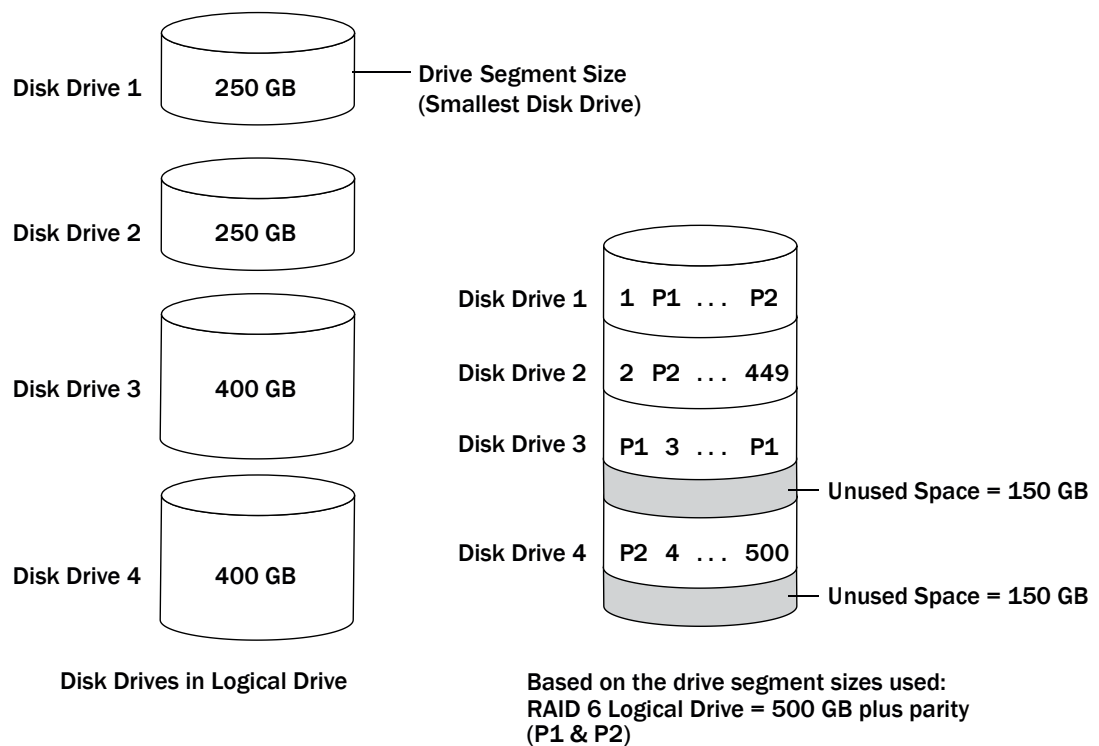 Disk Drive 1
250 GB
Drive Segment Size
(Smallest Disk Drive)
Disk Drive 2
250 GB
Disk Drive 3
400 GB
Disk Drive 4
400 GB
Disk Drives in Logical Drive
Disk Drive 1
1 P1 ... P2
Disk Drive 2
2 P2 ... 449
Disk Drive 3
P1 3 ... P1
Unused Space = 150 GB
Disk Drive 4
P2 4 ... 500
Unused Space = 150 GB
Based on the drive segment sizes used:
RAID 6 Logical Drive = 500 GB plus parity
(P1 & P2)